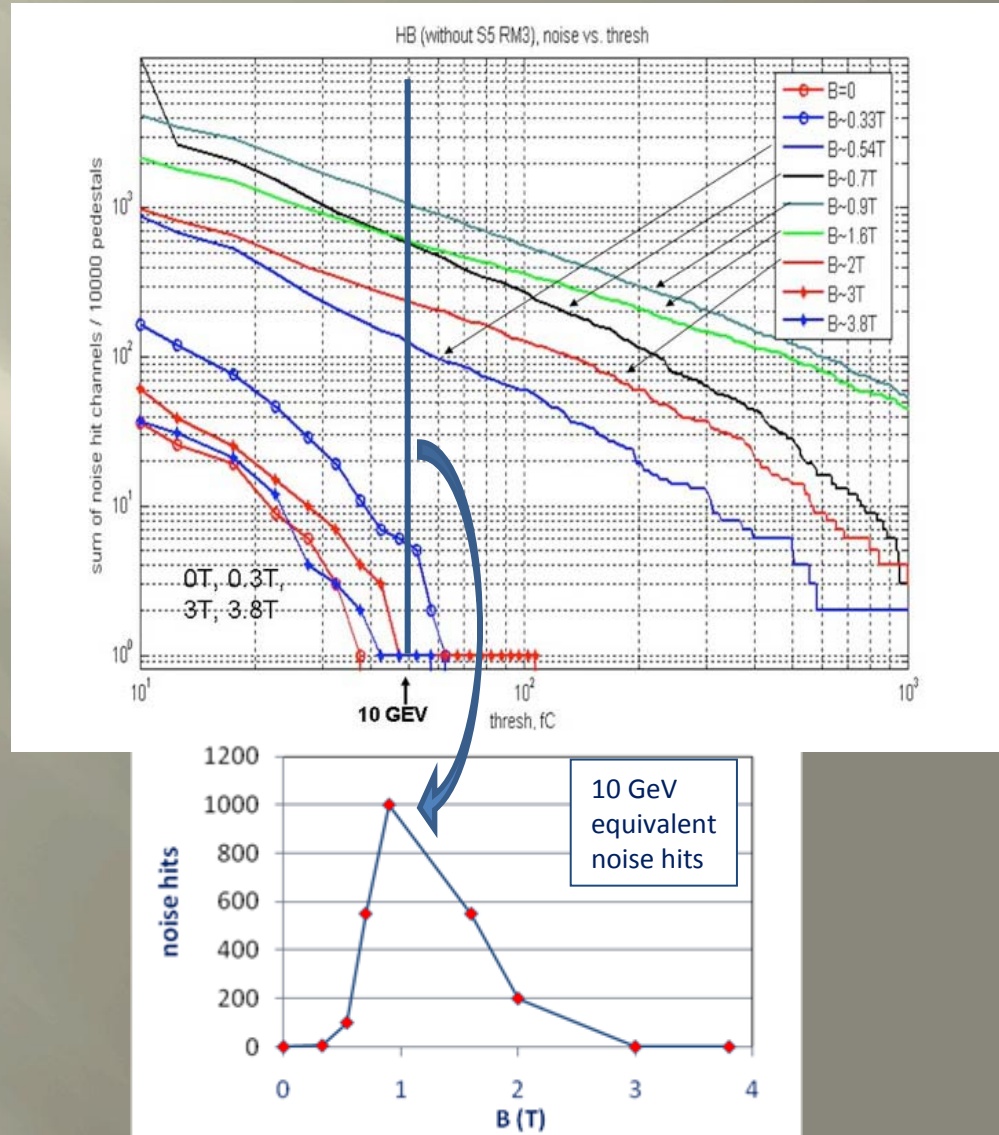 HB (without S5 RM3), noise vs. thresh
B=0
B~0.33T
B~0.54T
B~0.7T
B~0.9T
B~1.6T
B~2T
B~3T
B~3.8T
sum of noise hit channels / 10000 pedestals
10³
10²
10¹
10⁰
0T, 0.3T,
3T, 3.8T
10¹
10²
10³
10 GEV
thresh, fC
1200
1000
800
600
400
200
0
noise hits
10 GeV
equivalent
noise hits
0
1
2
3
4
B (T)